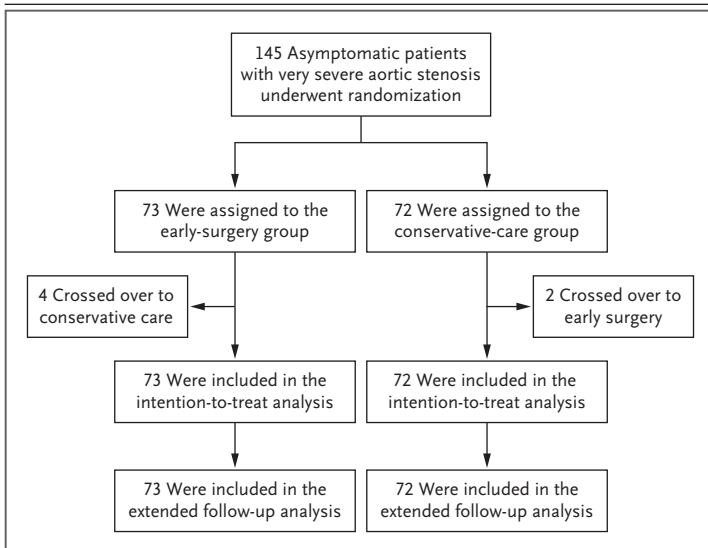 145 Asymptomatic patients
with very severe aortic stenosis
underwent randomization
73 Were assigned to the
early-surgery group
72 Were assigned to the
conservative-care group
4 Crossed over to
conservative care
2 Crossed over to
early surgery
73 Were included in the
intention-to-treat analysis
72 Were included in the
intention-to-treat analysis
73 Were included in the
extended follow-up analysis
72 Were included in the
extended follow-up analysis